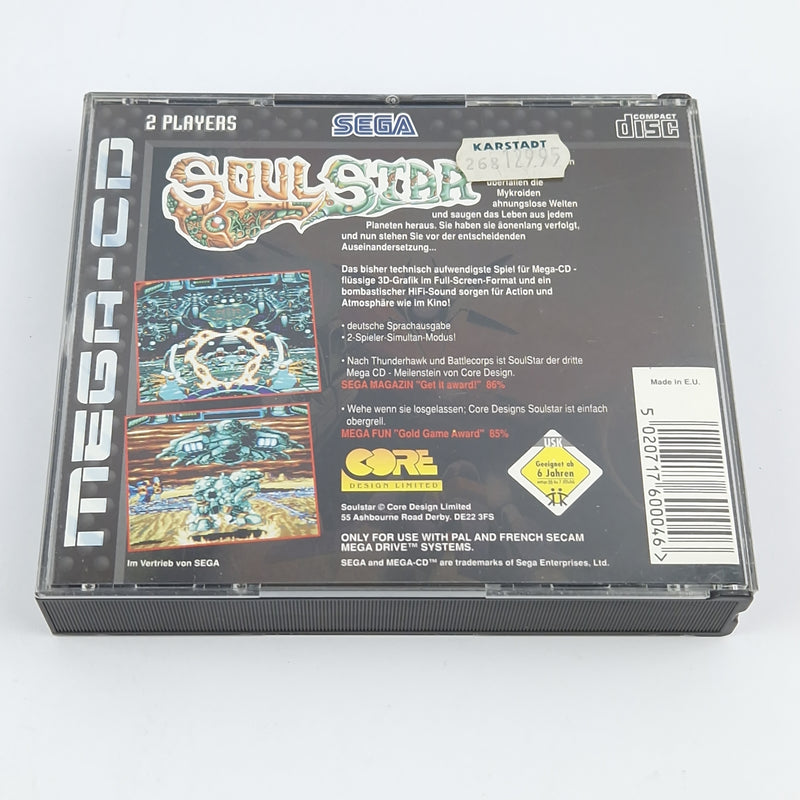 2 PLAYERS
SEGA
COMPACT
disc
KARSTADT
268 129.95
MEGA-CD
SOULSTAR
überfallen die
Mykroiden
ahnungslose Welten
und saugen das Leben aus jedem
Planeten heraus. Sie haben sie äonenlang verfolgt,
und nun stehen Sie vor der entscheidenden
Auseinandersetzung...
Das bisher technisch aufwendigste Spiel für Mega-CD -
flüssige 3D-Grafik im Full-Screen-Format und ein
bombastischer HiFi-Sound sorgen für Action und
Atmosphäre wie im Kino!
• deutsche Sprachausgabe
• 2-Spieler-Simultan-Modus!
• Nach Thunderhawk und Battlecorps ist SoulStar der dritte
Mega CD - Meilenstein von Core Design.
SEGA MAGAZIN "Get it award!" 86%
• Wehe wenn sie losgelassen; Core Designs Soulstar ist einfach
obergreil.
MEGA FUN "Gold Game Award" 85%
CORE
DESIGN LIMITED
USK
Geeignet ab
6 Jahren
Made in E.U.
5 020717 600046 >
Soulstar © Core Design Limited
55 Ashbourne Road Derby. DE22 3FS
ONLY FOR USE WITH PAL AND FRENCH SECAM
MEGA DRIVE™ SYSTEMS.
Im Vertrieb von SEGA
SEGA and MEGA-CD™ are trademarks of Sega Enterprises, Ltd.